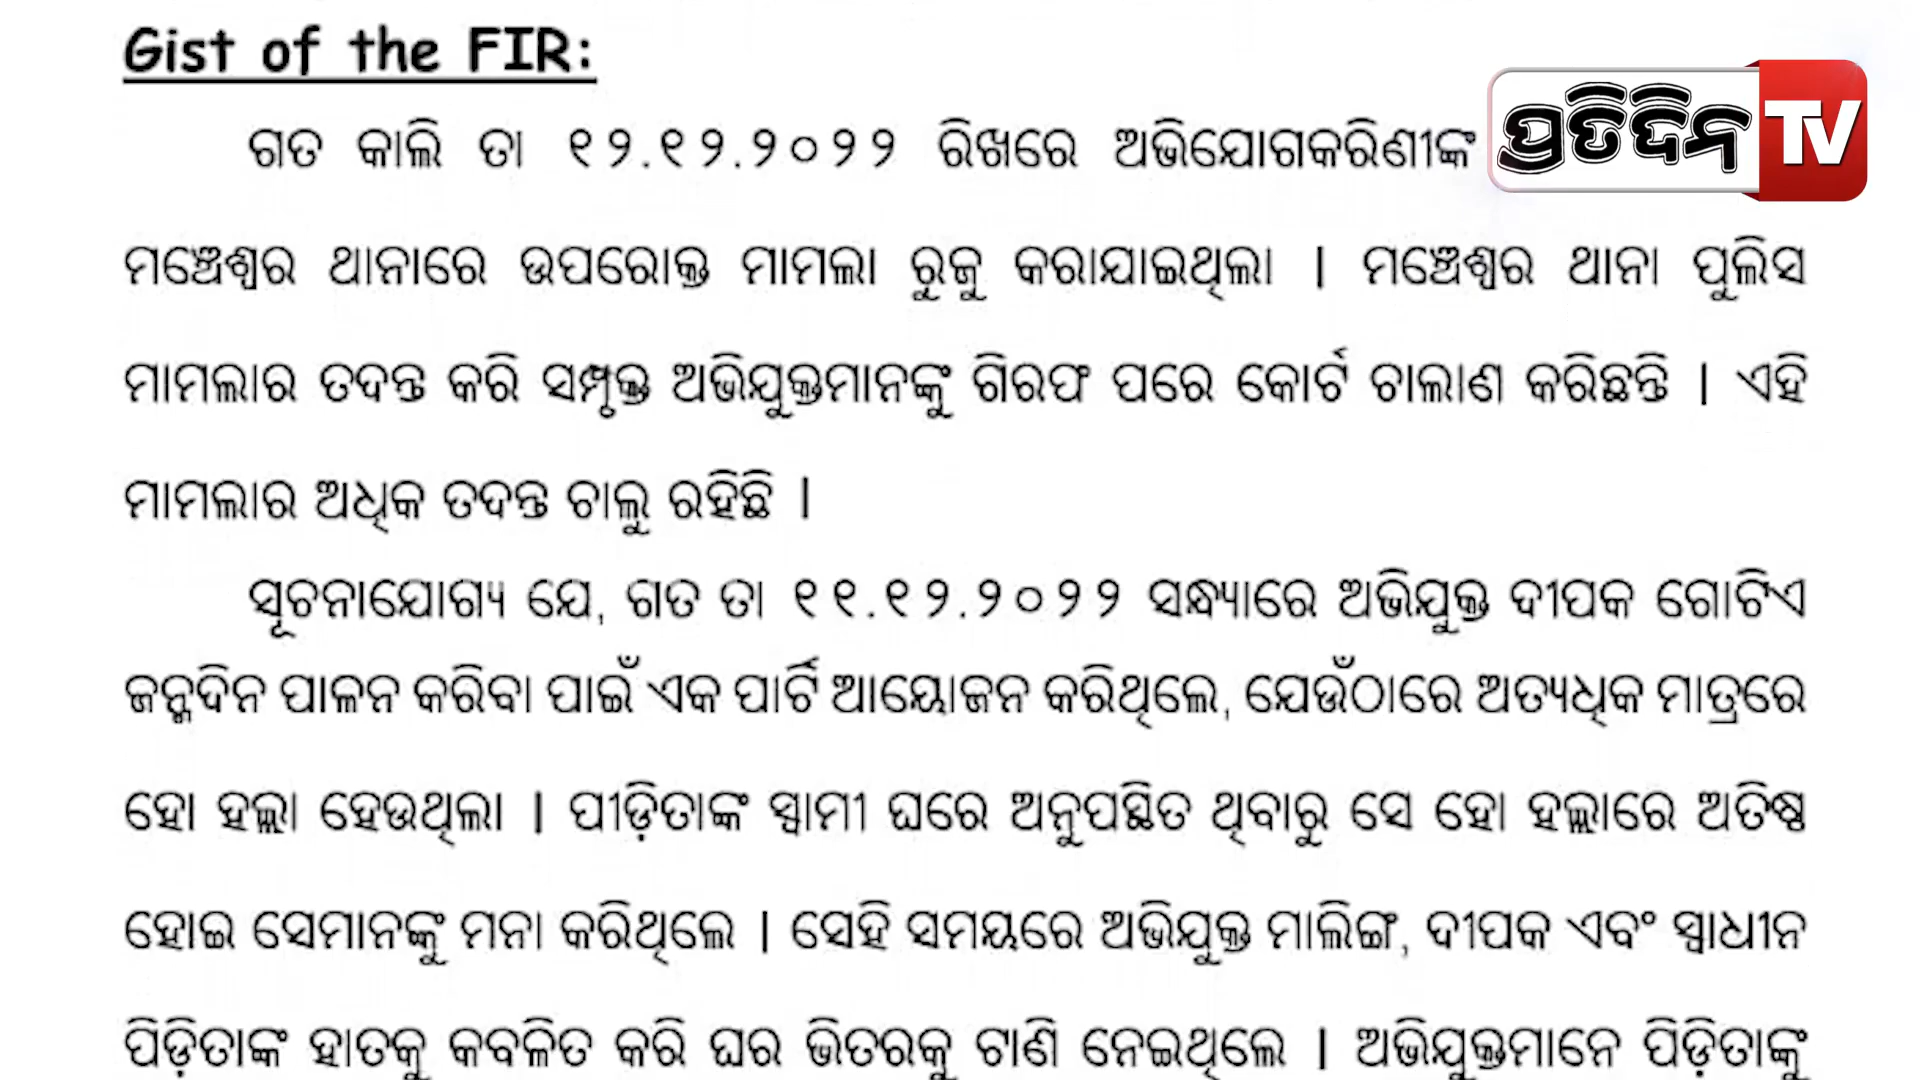 Gist of the FIR:
ପ୍ରତିଦିନ TV
ଗତ କାଲି ତା ୧୨.୧୨.୨୦୨୨ ରିଖରେ ଅଭିଯୋଗକରିଣୀଙ୍କ
ମଞ୍ଚେଶ୍ୱର ଥାନାରେ ଉପରୋକ୍ତ ମାମଲା ରୁଜୁ କରାଯାଇଥିଲା | ମଞ୍ଚେଶ୍ୱର ଥାନା ପୁଲିସ
ମାମଲାର ତଦନ୍ତ କରି ସମ୍ପୃକ୍ତ ଅଭିଯୁକ୍ତମାନଙ୍କୁ ଗିରଫ ପରେ କୋର୍ଟ ଚାଲାଣ କରିଛନ୍ତି | ଏହି
ମାମଲାର ଅଧିକ ତଦନ୍ତ ଚାଲୁ ରହିଛି |
ସୂଚନାଯୋଗ୍ୟ ଯେ, ଗତ ତା ୧୧.୧୨.୨୦୨୨ ସନ୍ଧ୍ୟାରେ ଅଭିଯୁକ୍ତ ଦୀପକ ଗୋଟିଏ
ଜନ୍ମଦିନ ପାଳନ କରିବା ପାଇଁ ଏକ ପାର୍ଟି ଆୟୋଜନ କରିଥିଲେ, ଯେଉଁଠାରେ ଅତ୍ୟଧିକ ମାତ୍ରରେ
ହୋ ହଲ୍ଲା ହେଉଥିଲା | ପୀଡ଼ିତାଙ୍କ ସ୍ୱାମୀ ଘରେ ଅନୁପସ୍ଥିତ ଥିବାରୁ ସେ ହୋ ହଲ୍ଲାରେ ଅତିଷ୍ଠ
ହୋଇ ସେମାନଙ୍କୁ ମନା କରିଥିଲେ | ସେହି ସମୟରେ ଅଭିଯୁକ୍ତ ମାଲିଙ୍ଗ, ଦୀପକ ଏବଂ ସ୍ୱାଧୀନ
ପିଡ଼ିତାଙ୍କ ହାତକୁ କବଳିତ କରି ଘର ଭିତରକୁ ଟାଣି ନେଇଥିଲେ | ଅଭିଯୁକ୍ତମାନେ ପିଡ଼ିତାଙ୍କୁ